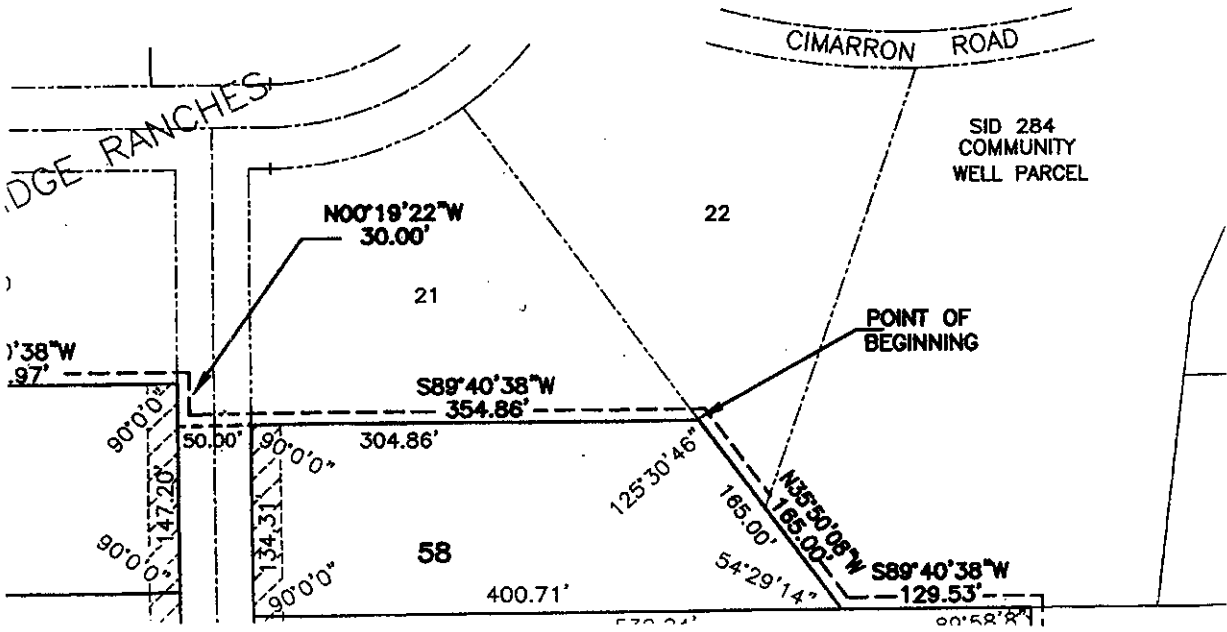 CIMARRON ROAD
SID 284
COMMUNITY
WELL PARCEL
DGE RANCHES
N00°19'22"W
30.00'
22
21
POINT OF
BEGINNING
'38"W
.97'
S89°40'38"W
354.86'
90°0'0"
50.00'
90°0'0"
304.86'
125°30'46"
147.20'
134.31
90°0'0"
90°0'0"
58
165.00'
N35°50'08"W
165.00'
54°29'14"
S89°40'38"W
129.53'
400.71'